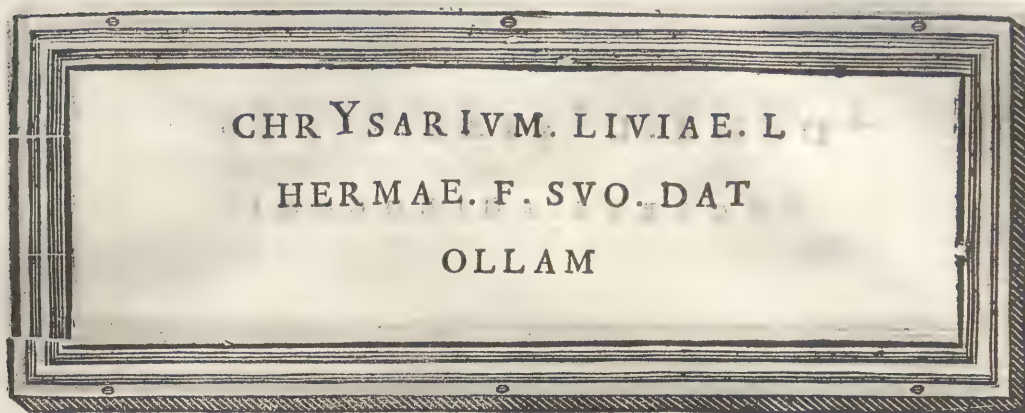 CHRYSARIVM. LIVIAE. L
HERMAE. F. SVO. DAT
OLLAM